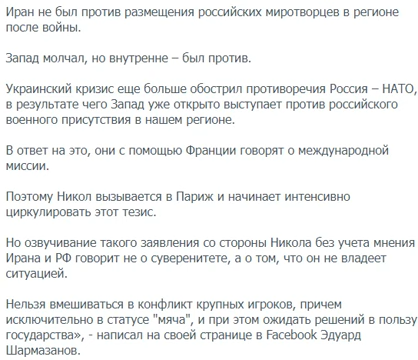 Иран не был против размещения российских миротворцев в регионе
после войны.
Запад молчал, но внутренне – был против.
Украинский кризис еще больше обострил противоречия Россия – НАТО,
в результате чего Запад уже открыто выступает против российского
военного присутствия в нашем регионе.
В ответ на это, они с помощью Франции говорят о международной
миссии.
Поэтому Никол вызывается в Париж и начинает интенсивно
циркулировать этот тезис.
Но озвучивание такого заявления со стороны Никола без учета мнения
Ирана и РФ говорит не о суверенитете, а о том, что он не владеет
ситуацией.
Нельзя вмешиваться в конфликт крупных игроков, причем
исключительно в статусе "мяча", и при этом ожидать решений в пользу
государства», - написал на своей странице в Facebook Эдуард
Шармазанов.